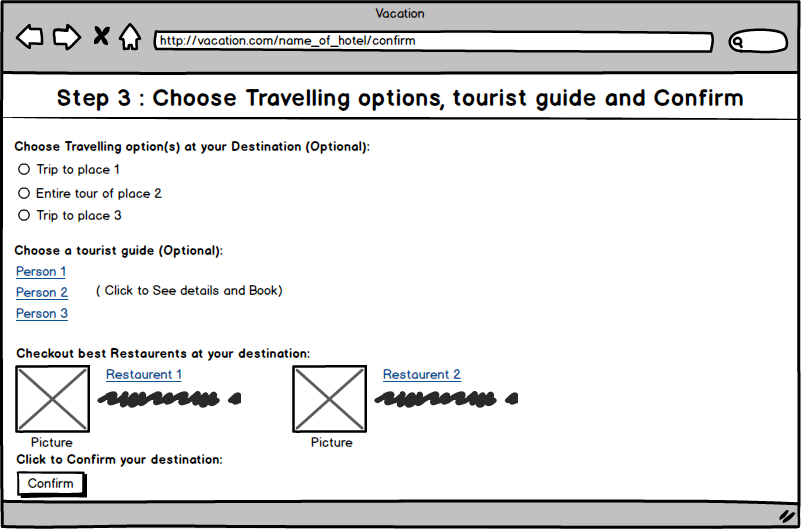 Vacation
http://vacation.com/name_of_hotel/confirm
Step 3 : Choose Travelling options, tourist guide and Confirm
Choose Travelling option(s) at your Destination (Optional):
Trip to place 1
Entire tour of place 2
Trip to place 3
Choose a tourist guide (Optional):
Person 1
Person 2 ( Click to See details and Book)
Person 3
Checkout best Restaurents at your destination:
Restaurent 1 Restaurent 2
Picture Picture
Click to Confirm your destination:
Confirm